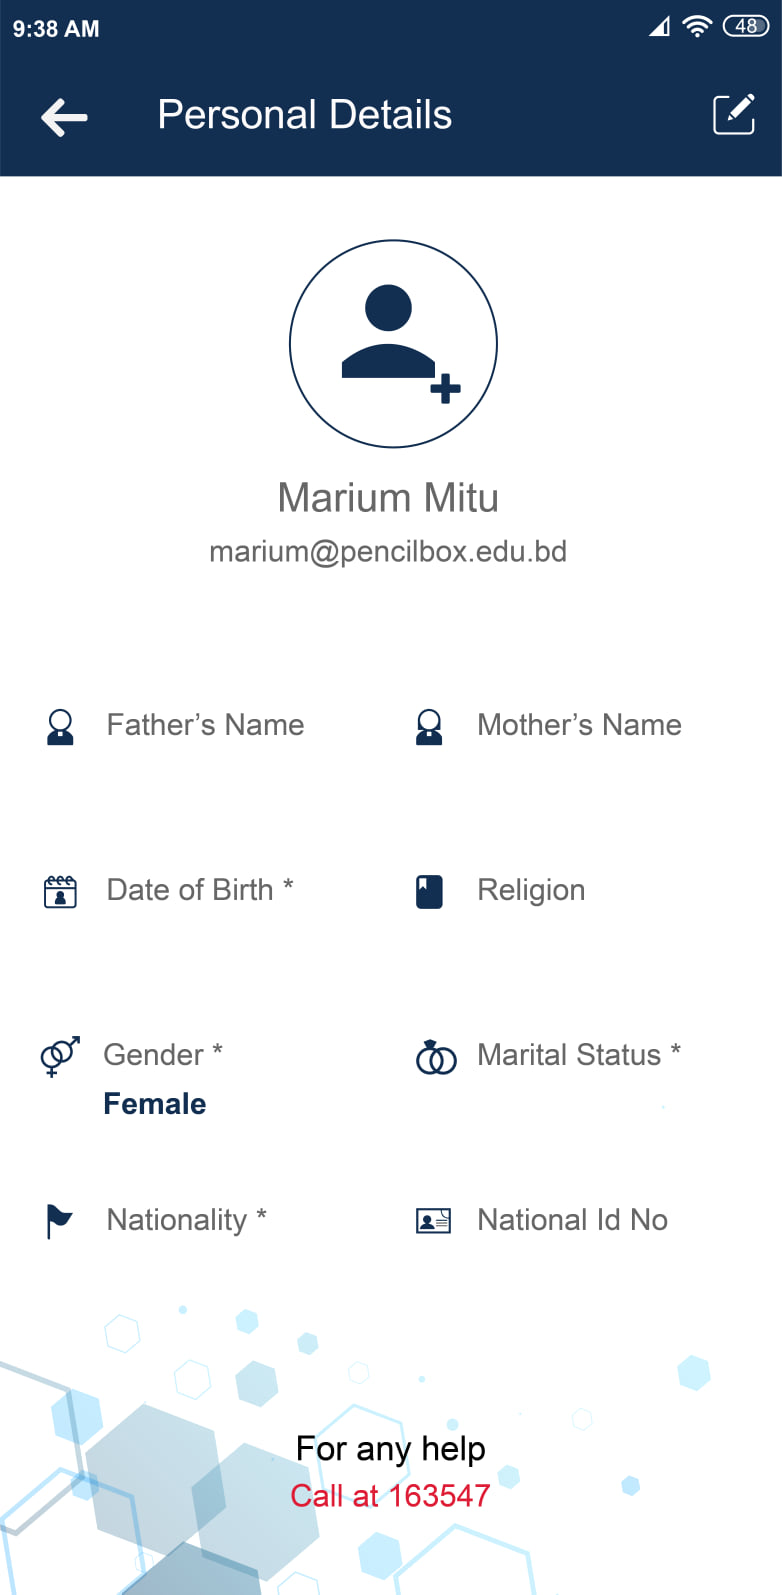 9:38 AM
48
Personal Details
Marium Mitu
marium@pencilbox.edu.bd
Father’s Name
Mother’s Name
Date of Birth *
Religion
Gender *
Female
Marital Status *
Nationality *
National Id No
For any help
Call at 163547